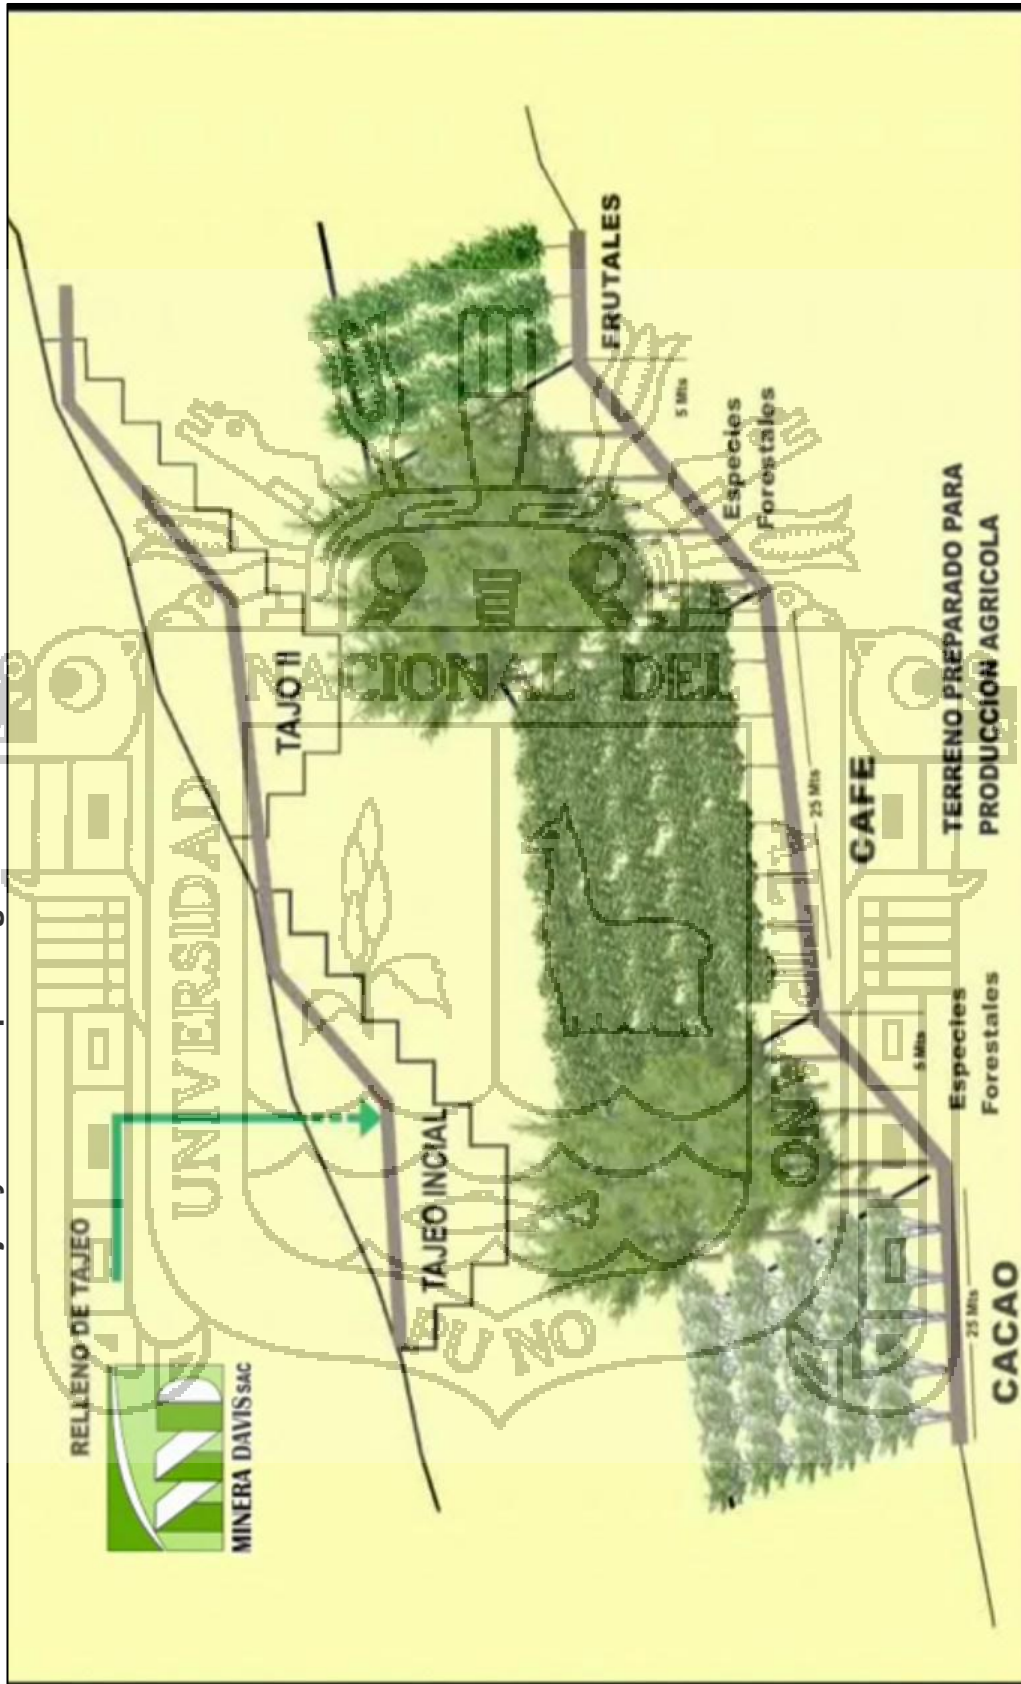 RELLENO DE TAJEO
MINERA DAVIS SAC
TAJEO INCIAL
TAJO II
FRUTALES
5 Mts
Especies
Forestales
25 Mts
CAFE
5 Mts
Especies
Forestales
25 Mts
CACAO
TERRENO PREPARADO PARA
PRODUCCION AGRICOLA
UNIVERSIDAD
NACIONAL DEL
ALTIPLANO
PUNO